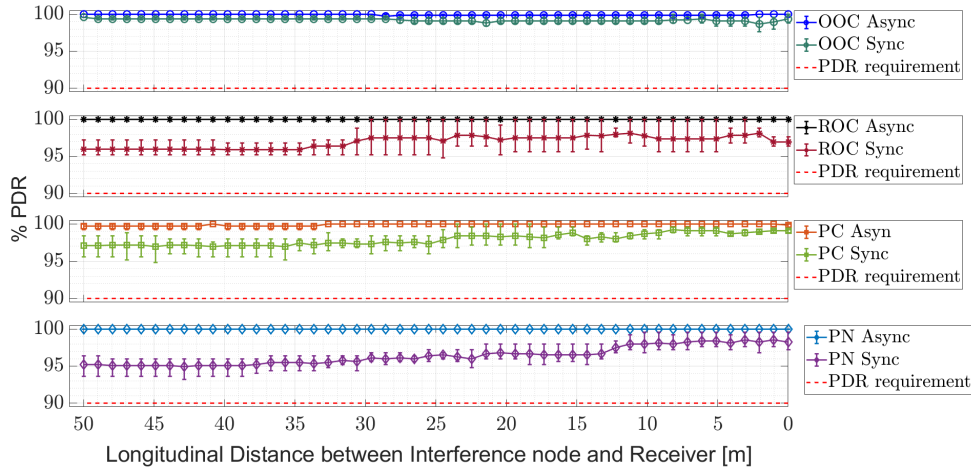 100
95
90
OOC Async
OOC Sync
PDR requirement
100
95
90
ROC Async
ROC Sync
PDR requirement
% PDR
100
95
90
PC Asyn
PC Sync
PDR requirement
100
95
90
PN Async
PN Sync
PDR requirement
50 45 40 35 30 25 20 15 10 5 0
Longitudinal Distance between Interference node and Receiver [m]